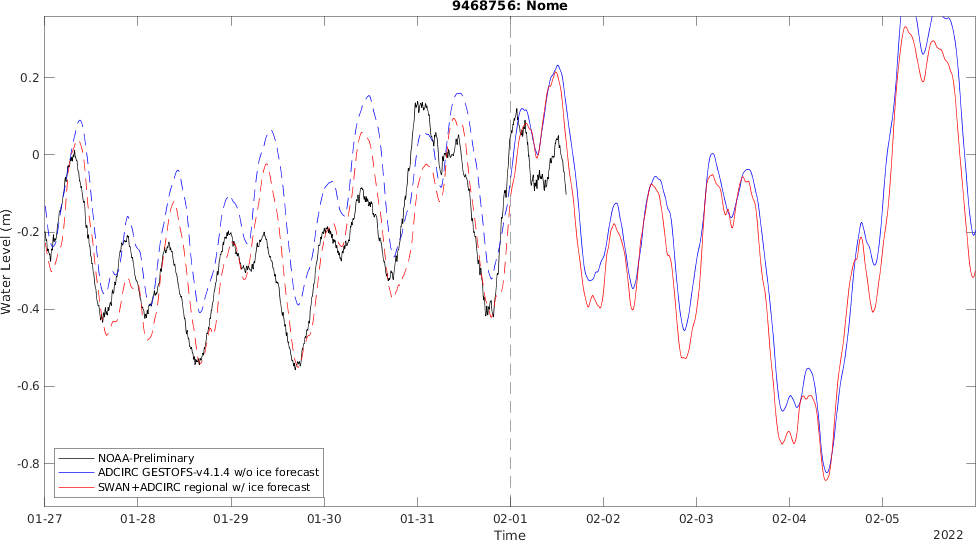 9468756: Nome
0.2
0
-0.2
-0.4
-0.6
-0.8
Water Level (m)
NOAA-Preliminary
ADCIRC GESTOFS-v4.1.4 w/o ice forecast
SWAN+ADCIRC regional w/ ice forecast
01-27 01-28 01-29 01-30 01-31 02-01 02-02 02-03 02-04 02-05
Time
2022